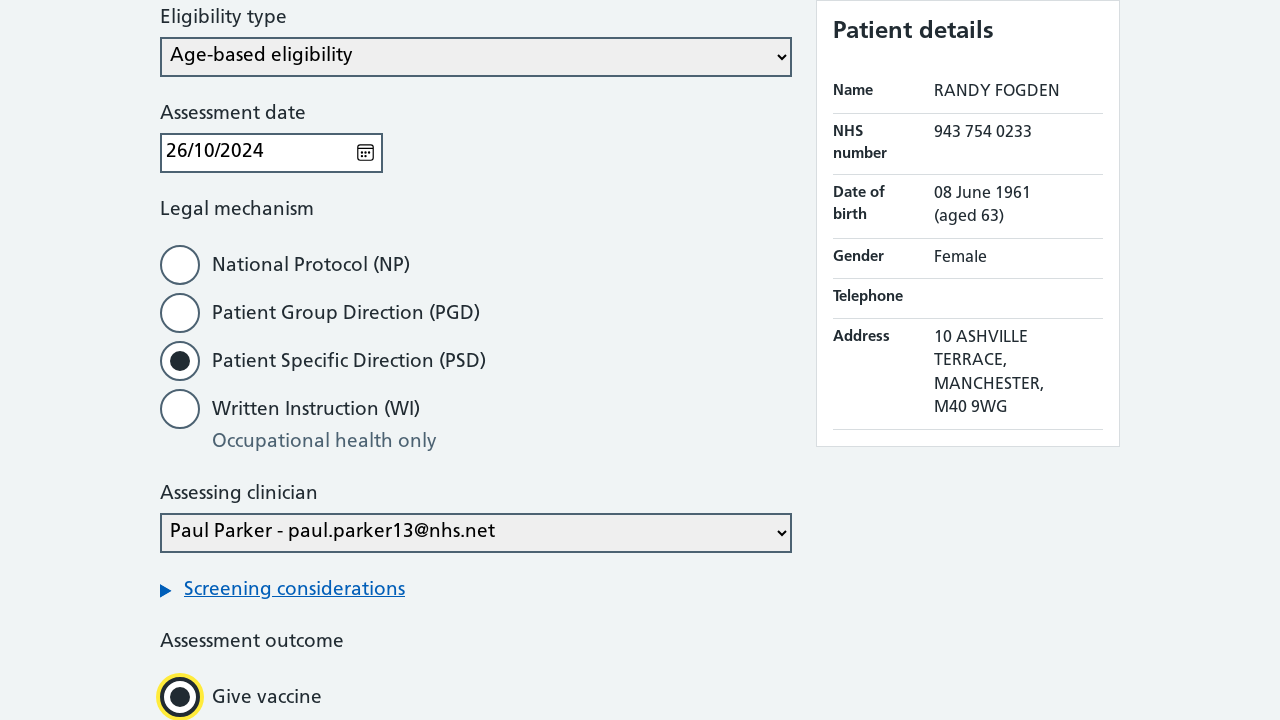 Eligibility type
Age-based eligibility
Assessment date
26/10/2024
Legal mechanism
National Protocol (NP)
Patient Group Direction (PGD)
Patient Specific Direction (PSD)
Written Instruction (WI)
Occupational health only
Assessing clinician
Paul Parker - paul.parker13@nhs.net
Screening considerations
Assessment outcome
Give vaccine
Patient details
Name RANDY FOGDEN
NHS number 943 754 0233
Date of birth 08 June 1961 (aged 63)
Gender Female
Telephone
Address 10 ASHVILLE
TERRACE,
MANCHESTER,
M40 9WG